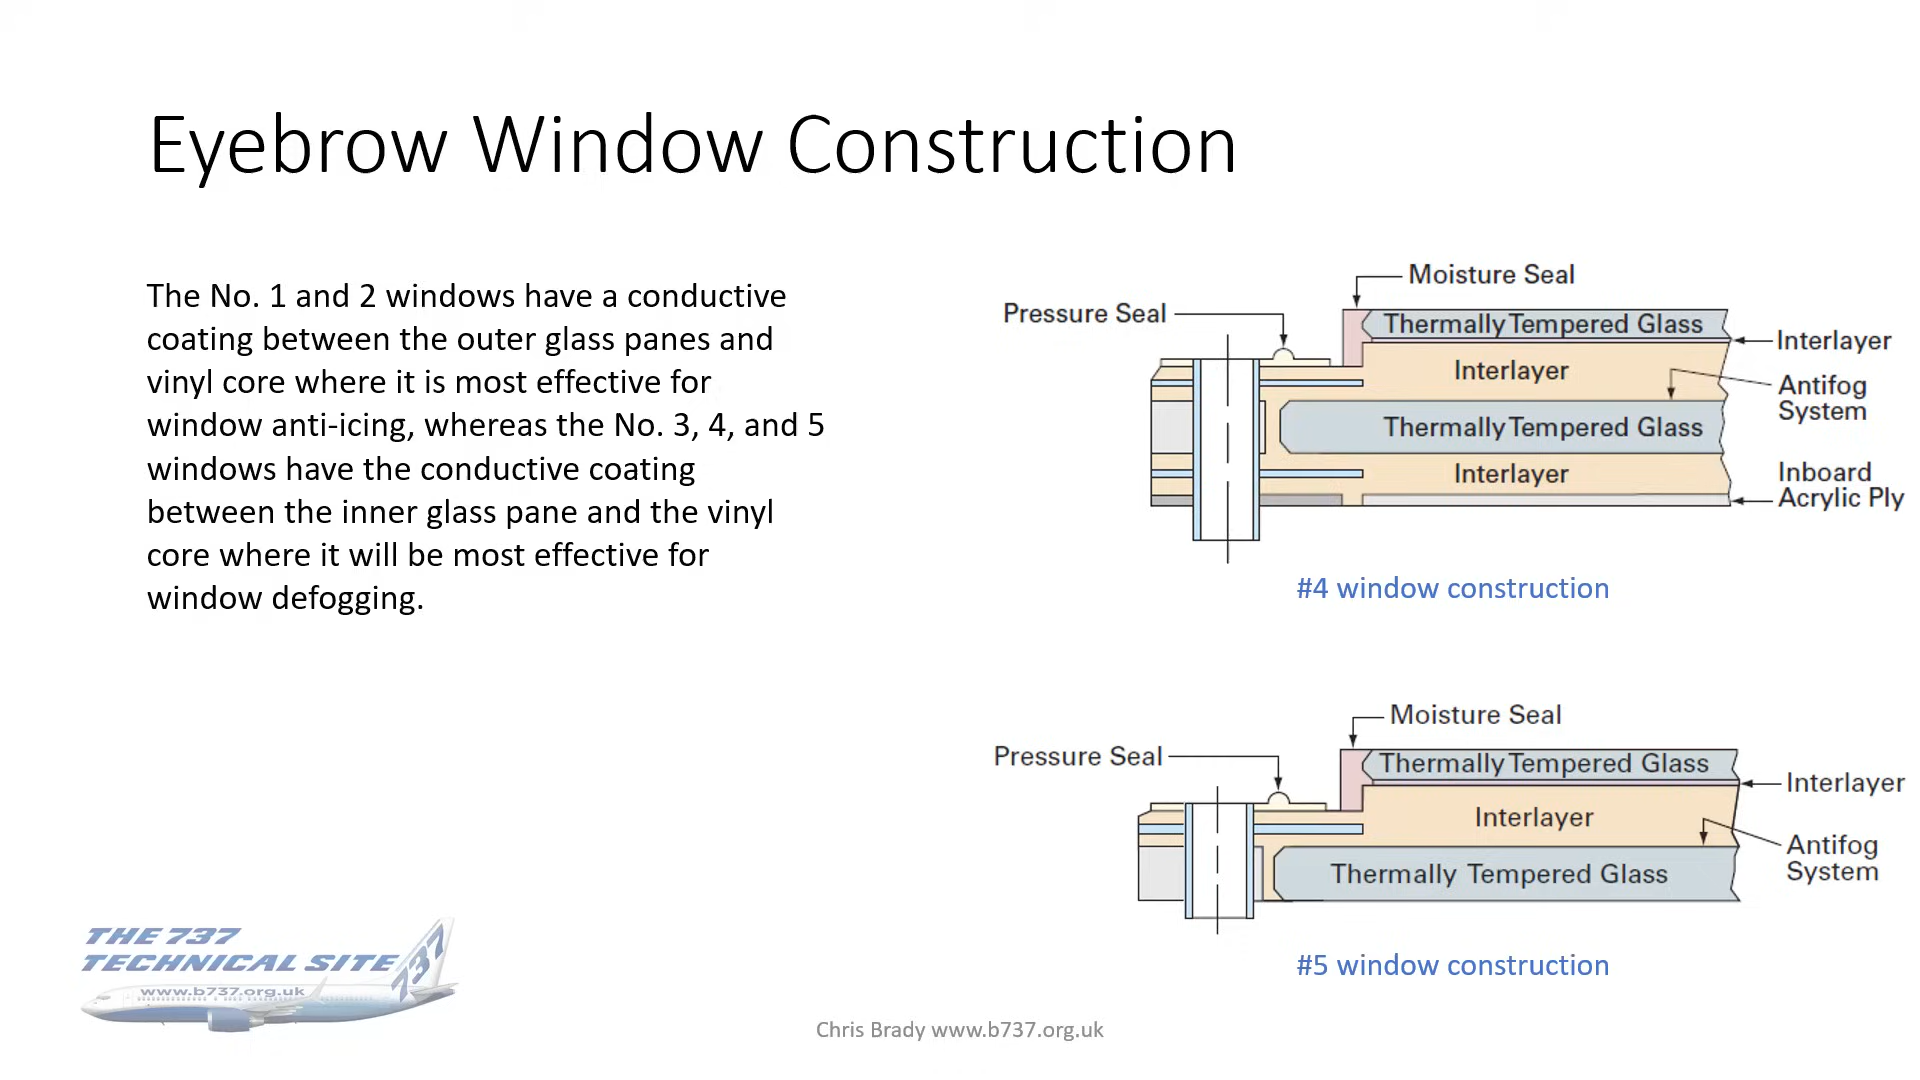 Eyebrow Window Construction
The No. 1 and 2 windows have a conductive
coating between the outer glass panes and
vinyl core where it is most effective for
window anti-icing, whereas the No. 3, 4, and 5
windows have the conductive coating
between the inner glass pane and the vinyl
core where it will be most effective for
window defogging.
Moisture Seal
Pressure Seal
Thermally Tempered Glass
Interlayer
Interlayer
Antifog
System
Thermally Tempered Glass
Interlayer
Inboard
Acrylic Ply
#4 window construction
Moisture Seal
Pressure Seal
Thermally Tempered Glass
Interlayer
Interlayer
Antifog
System
Thermally Tempered Glass
#5 window construction
THE 737
TECHNICAL SITE
737
www.b737.org.uk
Chris Brady www.b737.org.uk